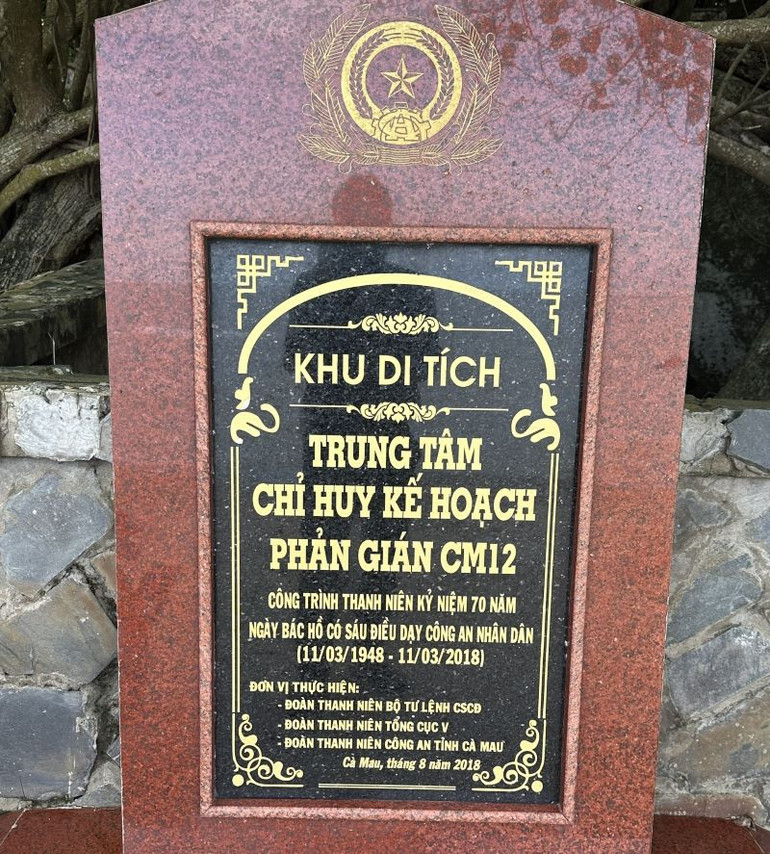 KHU DI TÍCH
TRUNG TÂM
CHỈ HUY KẾ HOẠCH
PHẢN GIÁN CM12
CÔNG TRÌNH THANH NIÊN KỶ NIỆM 70 NĂM
NGÀY BÁC HỒ CÓ SÁU ĐIỀU DẠY CÔNG AN NHÂN DÂN
(11/03/1948 - 11/03/2018)
ĐƠN VỊ THỰC HIỆN:
- ĐOÀN THANH NIÊN BỘ TƯ LỆNH CSCĐ
- ĐOÀN THANH NIÊN TỔNG CỤC V
- ĐOÀN THANH NIÊN CÔNG AN TỈNH CÀ MAU
Cà Mau, tháng 8 năm 2018